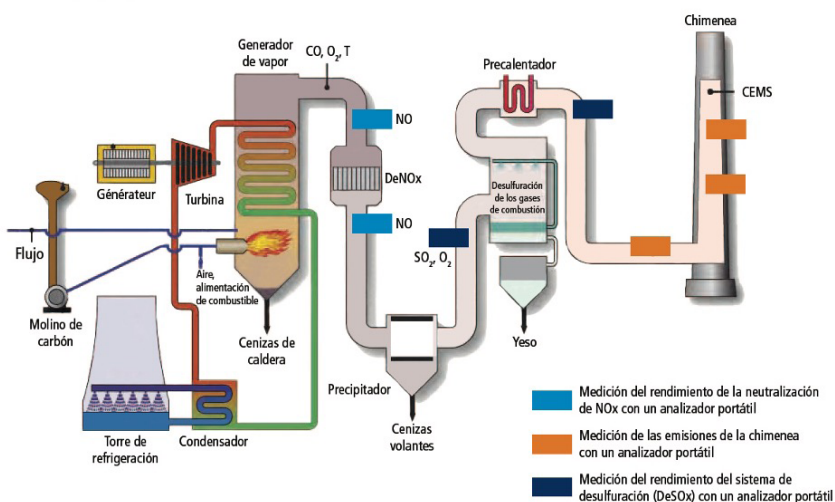 Chimenea
Generador
de vapor
CO, O₂, T
Precalentador
CEMS
NO
Générateur
Turbina
DeNOx
Desulfuración
de los gases
de combustión
NO
Flujo
SO₂, O₂
Aire,
alimentación
de combustible
Molino de
carbón
Cenizas de
caldera
Yeso
Precipitador
Torre de
refrigeración
Condensador
Cenizas
volantes
Medición del rendimiento de la neutralización
de NOx con un analizador portátil
Medición de las emisiones de la chimenea
con un analizador portátil
Medición del rendimiento del sistema de
desulfuración (DeSOx) con un analizador portátil